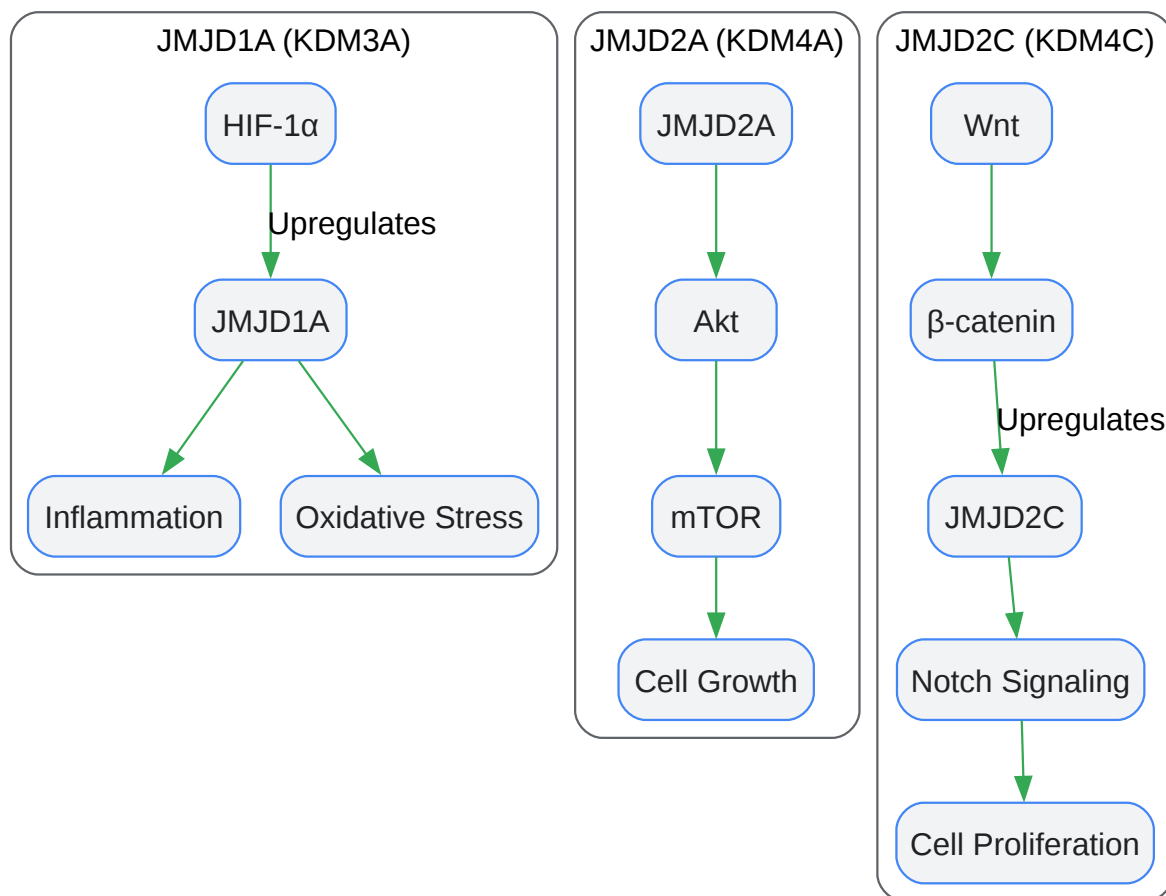 JMJD1A (KDM3A)
HIF-1α
Upregulates
JMJD1A
Inflammation
Oxidative Stress
JMJD2A (KDM4A)
JMJD2A
Akt
mTOR
Cell Growth
JMJD2C (KDM4C)
Wnt
β-catenin
Upregulates
JMJD2C
Notch Signaling
Cell Proliferation